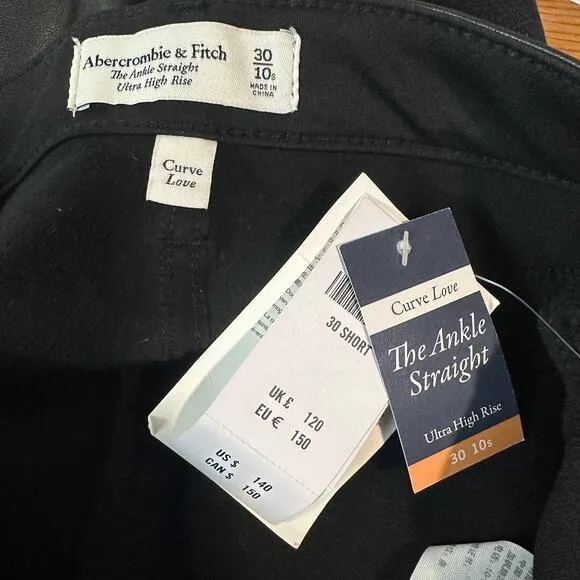 Abercrombie & Fitch
The Ankle Straight
Ultra High Rise
30
10s
MADE IN
CHINA
Curve
Love
30 SHORT
UK £ 120
EU € 150
US $ 140
CAN $ 150
Curve Love
The Ankle
Straight
Ultra High Rise
30 10s